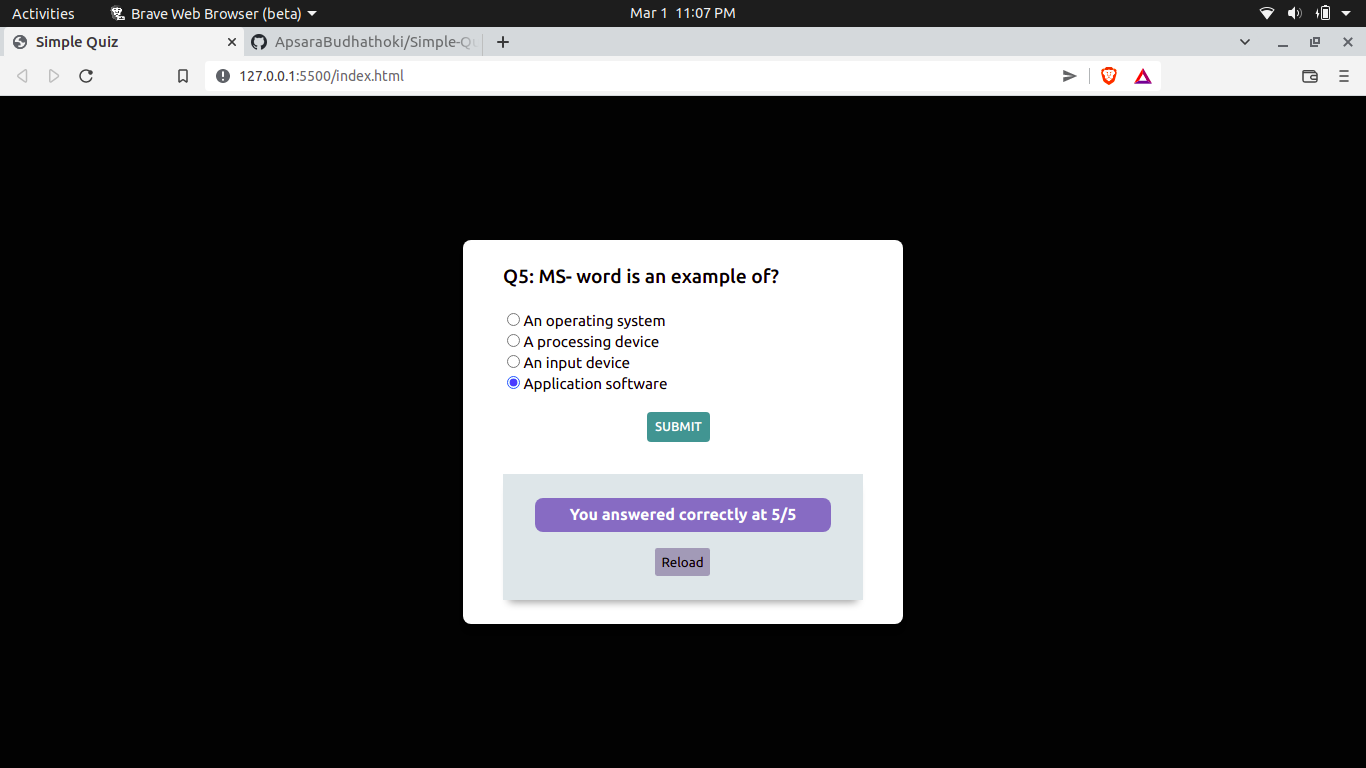 Activities Brave Web Browser (beta) Mar 1 11:07 PM
Simple Quiz ApsaraBudhathoki/Simple-Qu
127.0.0.1:5500/index.html
Q5: MS- word is an example of?
An operating system
A processing device
An input device
Application software
SUBMIT
You answered correctly at 5/5
Reload